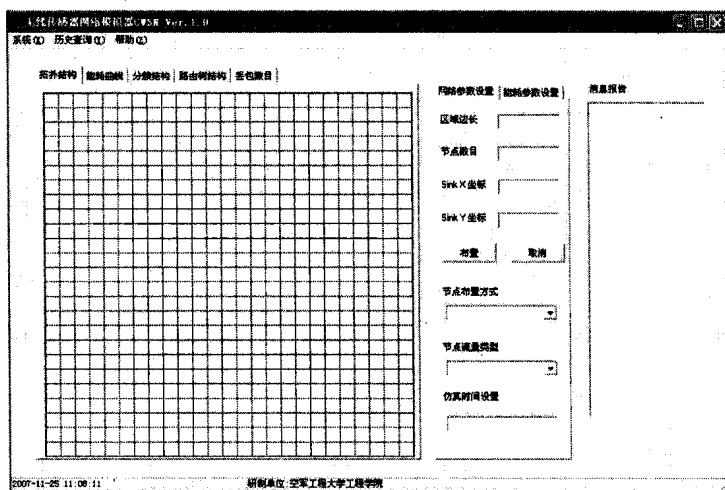 无线传感器网络模拟器CWSN Ver.1.0
系统(X) 历史查询(Q) 帮助(Z)
拓扑结构 能耗曲线 分簇结构 路由树结构 丢包数目
网络参数设置 能耗参数设置
消息报告
区域边长
节点数目
Sink X 坐标
Sink Y 坐标
布置 取消
节点布置方式
节点流量类型
仿真时间设置
2007-11-25 11:08:11 研制单位:空军工程大学工程学院